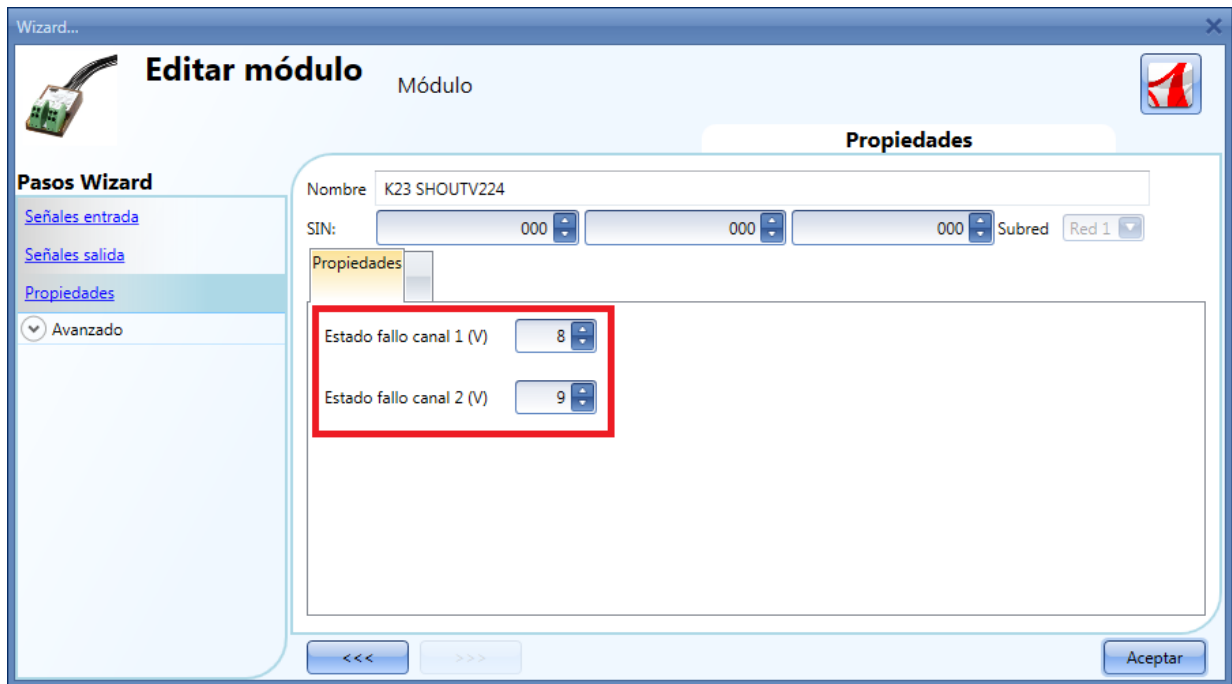 Wizard...
Editar módulo
Módulo
Propiedades
Pasos Wizard
Señales entrada
Señales salida
Propiedades
Avanzado
Nombre K23 SHOUTV224
SIN: 000 000 000 Subred Red 1
Propiedades
Estado fallo canal 1 (V) 8
Estado fallo canal 2 (V) 9
<<< >>> Aceptar